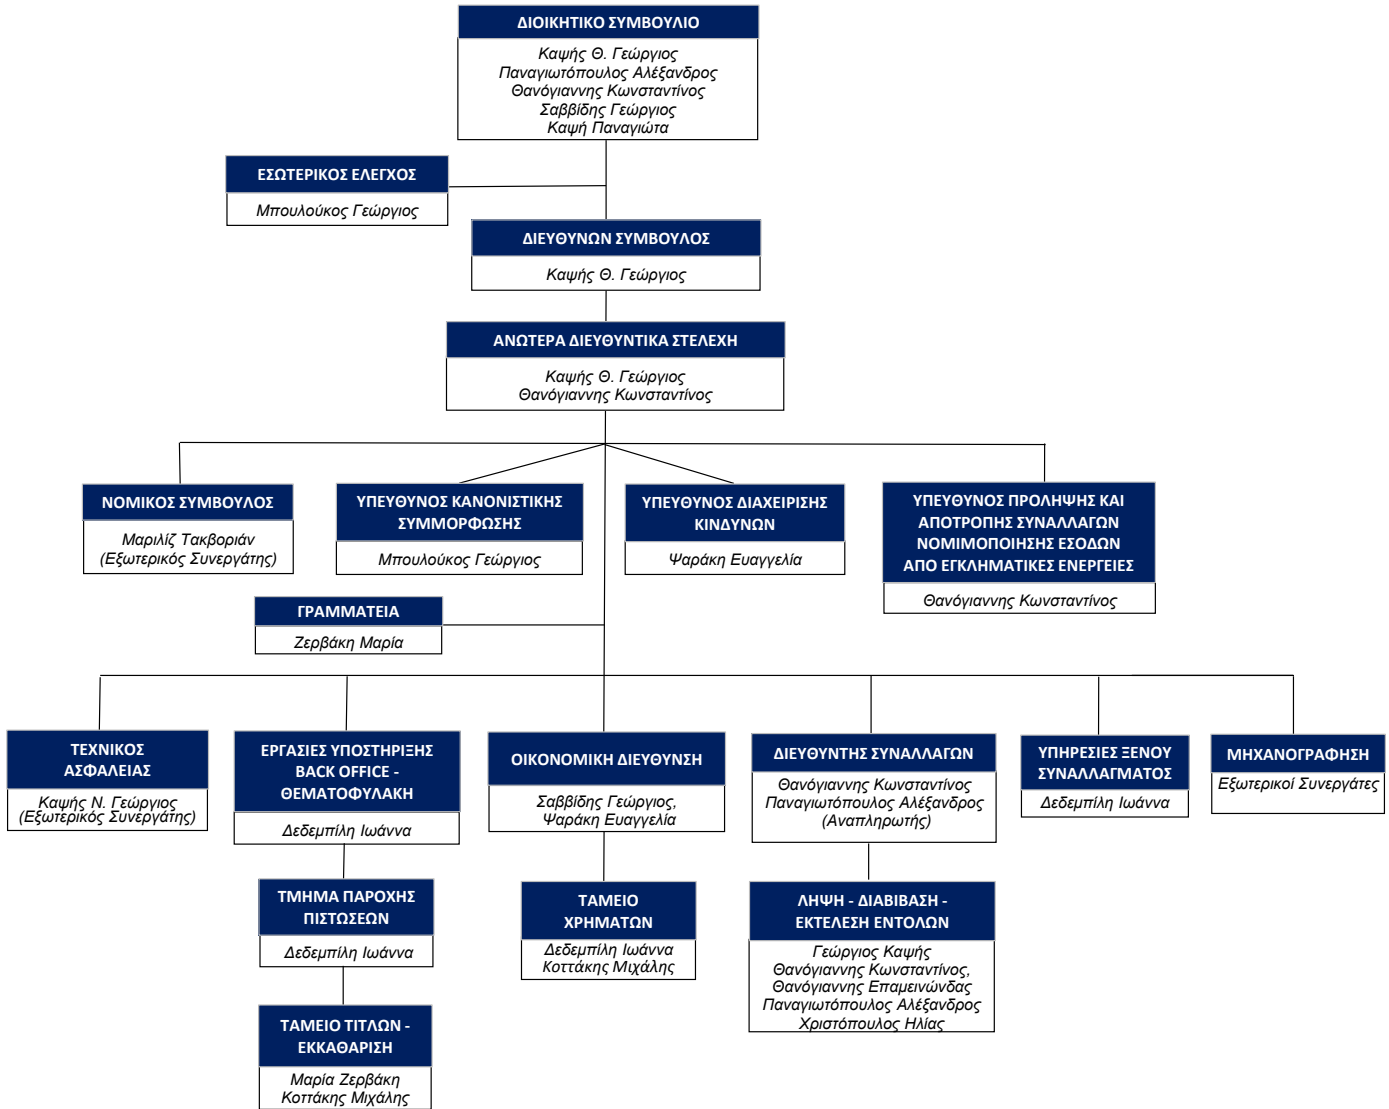 ΔΙΟΙΚΗΤΙΚΟ ΣΥΜΒΟΥΛΙΟ
Καψής Θ. Γεώργιος
Παναγιωτόπουλος Αλέξανδρος
Θανόγιαννης Κωνσταντίνος
Σαββίδης Γεώργιος
Καψή Παναγιώτα
ΕΣΩΤΕΡΙΚΟΣ ΕΛΕΓΧΟΣ
Μπουλούκος Γεώργιος
ΔΙΕΥΘΥΝΩΝ ΣΥΜΒΟΥΛΟΣ
Καψής Θ. Γεώργιος
ΑΝΩΤΕΡΑ ΔΙΕΥΘΥΝΤΙΚΑ ΣΤΕΛΕΧΗ
Καψής Θ. Γεώργιος
Θανόγιαννης Κωνσταντίνος
ΝΟΜΙΚΟΣ ΣΥΜΒΟΥΛΟΣ
Μαριλίζ Τακβοριάν
(Εξωτερικός Συνεργάτης)
ΥΠΕΥΘΥΝΟΣ ΚΑΝΟΝΙΣΤΙΚΗΣ
ΣΥΜΜΟΡΦΩΣΗΣ
Μπουλούκος Γεώργιος
ΥΠΕΥΘΥΝΟΣ ΔΙΑΧΕΙΡΙΣΗΣ
ΚΙΝΔΥΝΩΝ
Ψαράκη Ευαγγελία
ΥΠΕΥΘΥΝΟΣ ΠΡΟΛΗΨΗΣ ΚΑΙ
ΑΠΟΤΡΟΠΗΣ ΣΥΝΑΛΛΑΓΩΝ
ΝΟΜΙΜΟΠΟΙΗΣΗΣ ΕΣΟΔΩΝ
ΑΠΟ ΕΓΚΛΗΜΑΤΙΚΕΣ ΕΝΕΡΓΕΙΕΣ
Θανόγιαννης Κωνσταντίνος
ΓΡΑΜΜΑΤΕΙΑ
Ζερβάκη Μαρία
ΤΕΧΝΙΚΟΣ
ΑΣΦΑΛΕΙΑΣ
Καψής Ν. Γεώργιος
(Εξωτερικός Συνεργάτης)
ΕΡΓΑΣΙΕΣ ΥΠΟΣΤΗΡΙΞΗΣ
BACK OFFICE -
ΘΕΜΑΤΟΦΥΛΑΚΗ
Δεδεμπίλη Ιωάννα
ΟΙΚΟΝΟΜΙΚΗ ΔΙΕΥΘΥΝΣΗ
Σαββίδης Γεώργιος,
Ψαράκη Ευαγγελία
ΔΙΕΥΘΥΝΤΗΣ ΣΥΝΑΛΛΑΓΩΝ
Θανόγιαννης Κωνσταντίνος
Παναγιωτόπουλος Αλέξανδρος
(Αναπληρωτής)
ΥΠΗΡΕΣΙΕΣ ΞΕΝΟΥ
ΣΥΝΑΛΛΑΓΜΑΤΟΣ
Δεδεμπίλη Ιωάννα
ΜΗΧΑΝΟΓΡΑΦΗΣΗ
Εξωτερικοί Συνεργάτες
ΤΜΗΜΑ ΠΑΡΟΧΗΣ
ΠΙΣΤΩΣΕΩΝ
Δεδεμπίλη Ιωάννα
ΤΑΜΕΙΟ
ΧΡΗΜΑΤΩΝ
Δεδεμπίλη Ιωάννα
Κοττάκης Μιχάλης
ΛΗΨΗ - ΔΙΑΒΙΒΑΣΗ -
ΕΚΤΕΛΕΣΗ ΕΝΤΟΛΩΝ
Γεώργιος Καψής
Θανόγιαννης Κωνσταντίνος,
Θανόγιαννης Επαμεινώνδας
Παναγιωτόπουλος Αλέξανδρος
Χριστόπουλος Ηλίας
ΤΑΜΕΙΟ ΤΙΤΛΩΝ -
ΕΚΚΑΘΑΡΙΣΗ
Μαρία Ζερβάκη
Κοττάκης Μιχάλης